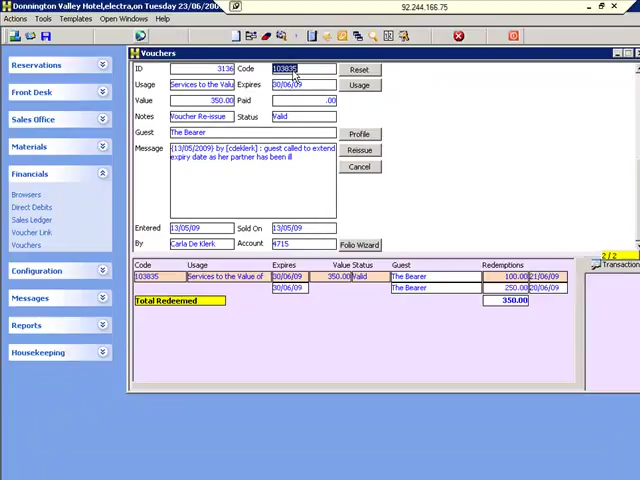 Donnington Valley Hotel,electra,on Tuesday 23/06/20
92.244.166.75
Actions Tools Templates Open Windows Help
Vouchers
Reservations
Front Desk
Sales Office
Materials
Financials
Browsers
Direct Debits
Sales Ledger
Voucher Link
Vouchers
Configuration
Messages
Reports
Housekeeping
ID 3136 Code 103835 Reset
Usage Services to the Valu Expires 30/06/09 Usage
Value 350.00 Paid .00
Notes Voucher Re-issue Status Valid
Guest The Bearer Profile
Message {13/05/2009} by [cdeklerk] : guest called to extend
expiry date as her partner has been ill
Reissue
Cancel
Entered 13/05/09 Sold On 13/05/09
By Carla De Klerk Account 4715 Folio Wizard
2 / 2
Code Usage Expires Value Status Guest Redemptions
Transaction
103835 Services to the Value of 30/06/09 350.00 Valid The Bearer 100.00 21/06/09
30/06/09 The Bearer 250.00 20/06/09
Total Redeemed 350.00